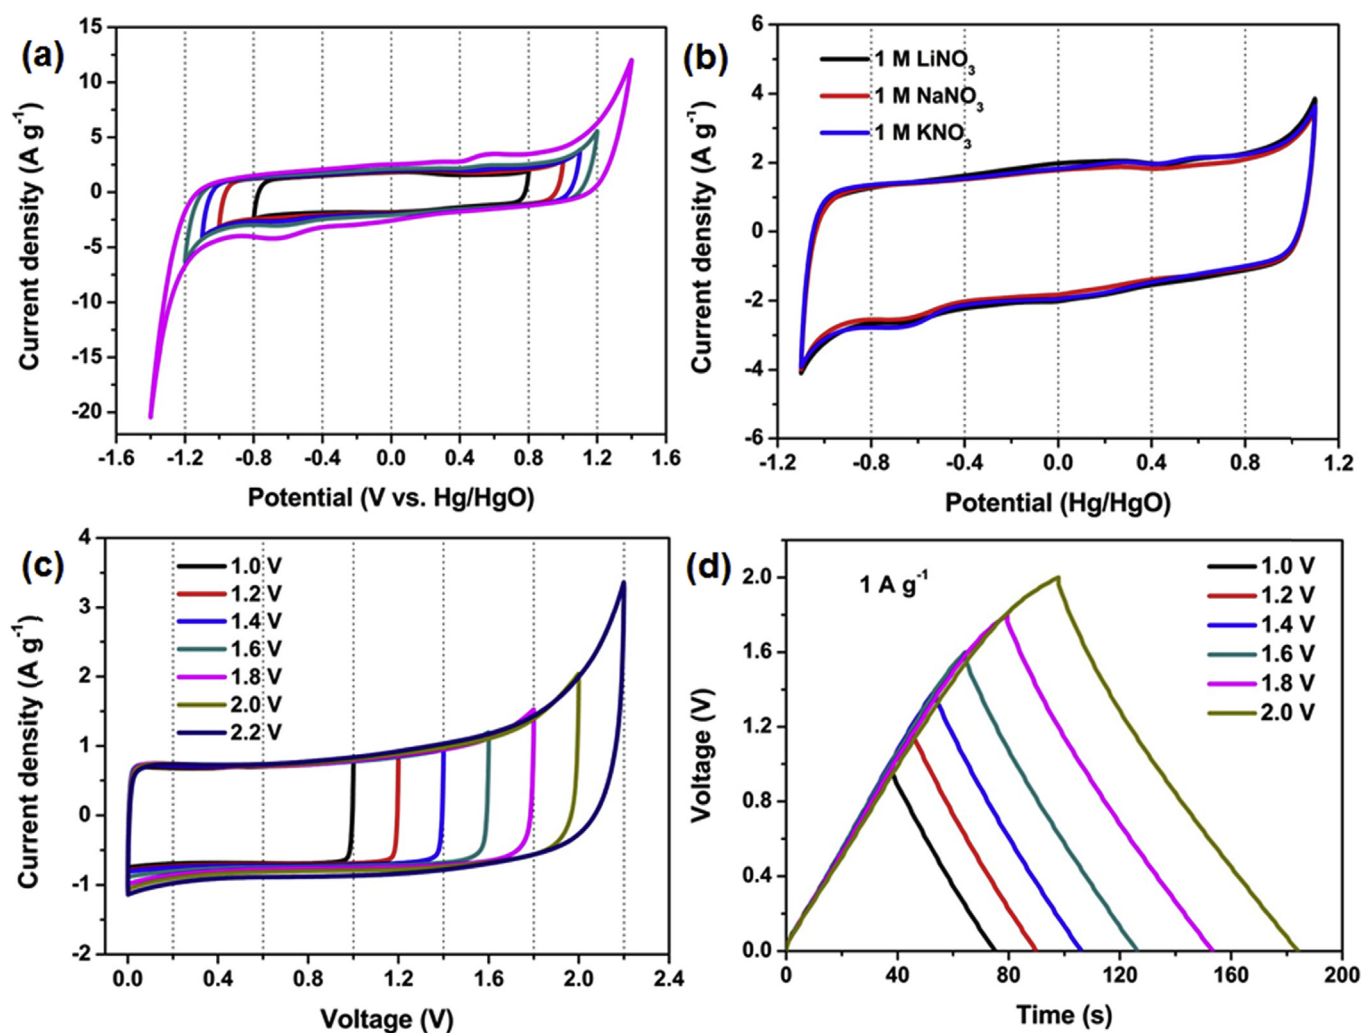 (a)
15
10
5
0
-5
-10
-15
-20
Current density (A g⁻¹)
-1.6 -1.2 -0.8 -0.4 0.0 0.4 0.8 1.2 1.6
Potential (V vs. Hg/HgO)
(b)
6
4
2
0
-2
-4
-6
Current density (A g⁻¹)
1 M LiNO₃
1 M NaNO₃
1 M KNO₃
-1.2 -0.8 -0.4 0.0 0.4 0.8 1.2
Potential (Hg/HgO)
(c)
4
3
2
1
0
-1
-2
Current density (A g⁻¹)
1.0 V
1.2 V
1.4 V
1.6 V
1.8 V
2.0 V
2.2 V
0.0 0.4 0.8 1.2 1.6 2.0 2.4
Voltage (V)
(d)
2.0
1.6
1.2
0.8
0.4
0.0
Voltage (V)
1 A g⁻¹
1.0 V
1.2 V
1.4 V
1.6 V
1.8 V
2.0 V
0 40 80 120 160 200
Time (s)